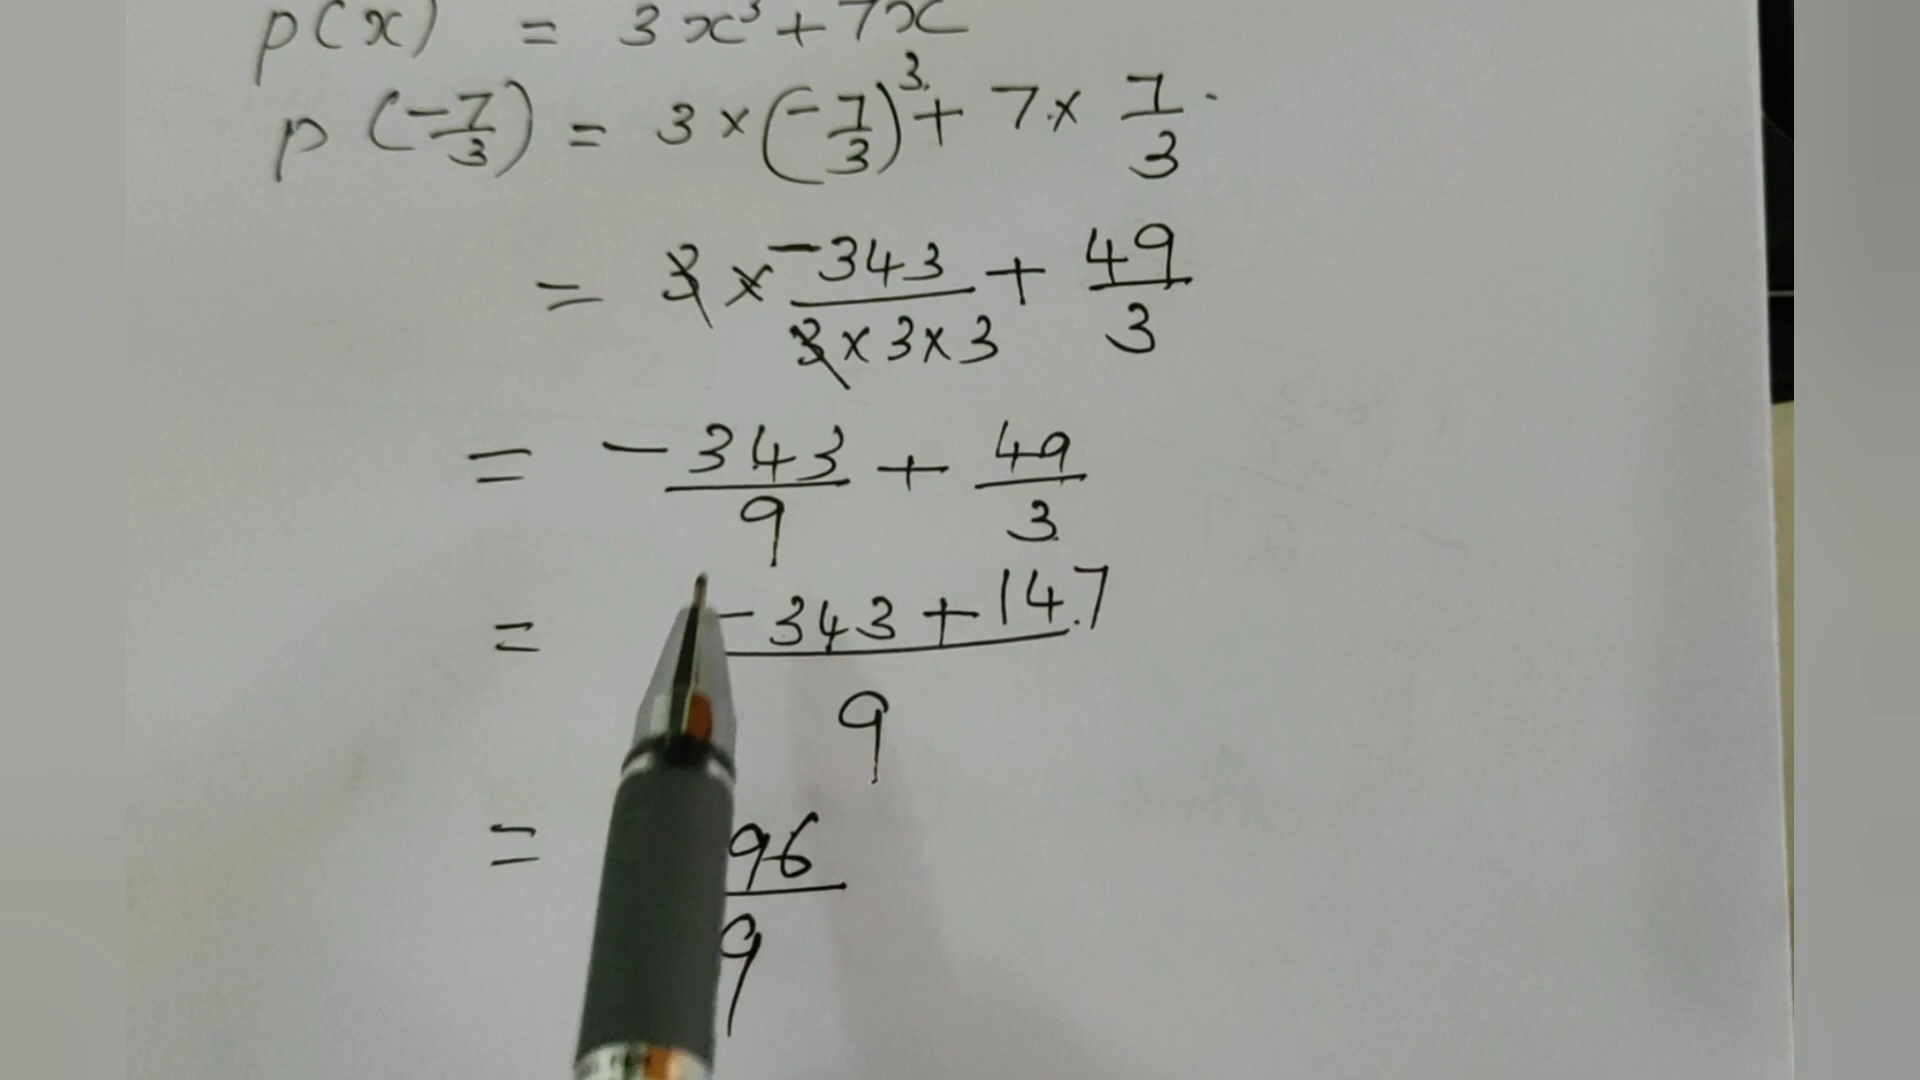 p(x) = 3x³ + 7x
p(-7/3) = 3 × (-7/3)³ + 7 × 7/3
= 3 × -343/3×3×3 + 49/3
= -343/9 + 49/3
= -343 + 147/9
= 96/9